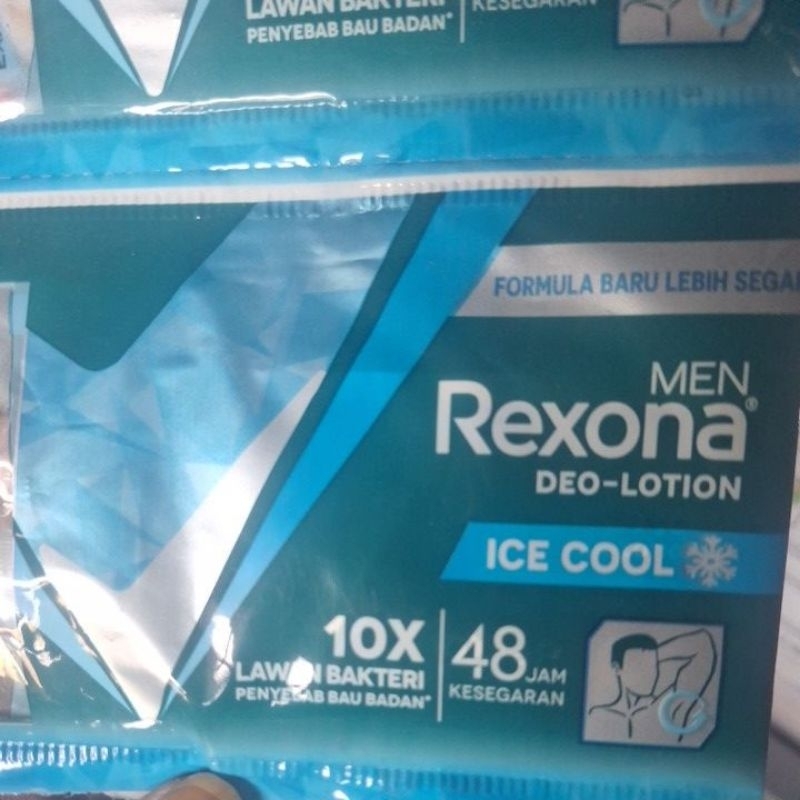 LAWAN BAKTERI
PENYEBAB BAU BADAN*
KESEGARAN
FORMULA BARU LEBIH SEGAR
MEN
Rexona®
DEO-LOTION
ICE COOL
10X
LAWAN BAKTERI
PENYEBAB BAU BADAN*
48 JAM
KESEGARAN